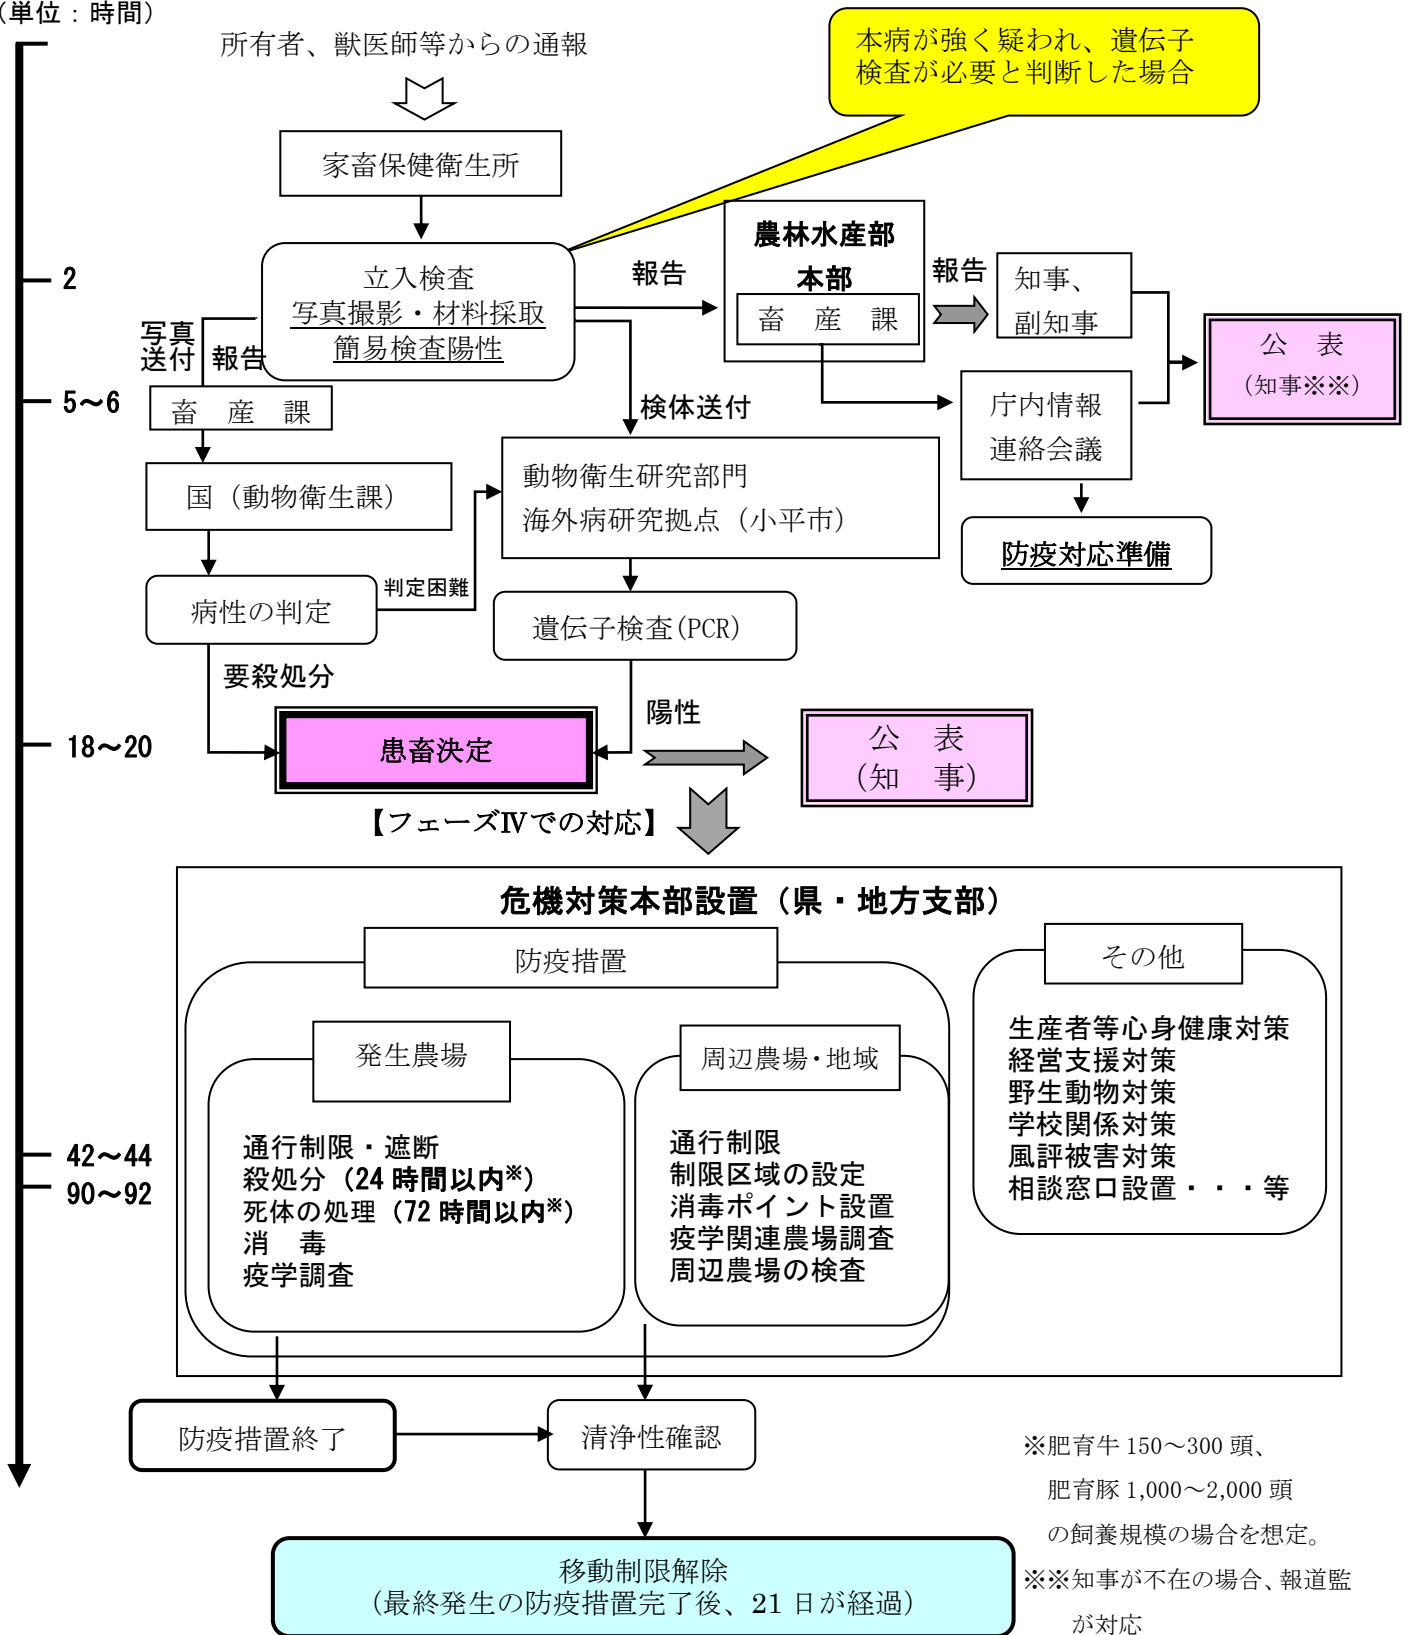 （単位：時間）
所有者、獣医師等からの通報
本病が強く疑われ、遺伝子
検査が必要と判断した場合
家畜保健衛生所
2
立入検査
写真撮影・材料採取
簡易検査陽性
報告
農林水産部
本部
畜　産　課
報告
知事、
副知事
公　表
（知事※※）
写真
送付
報告
5～6
畜　産　課
検体送付
庁内情報
連絡会議
国（動物衛生課）
動物衛生研究部門
海外病研究拠点（小平市）
防疫対応準備
病性の判定
判定困難
遺伝子検査(PCR)
要殺処分
陽性
18～20
患畜決定
公　表
（知　事）
【フェーズⅣでの対応】
危機対策本部設置（県・地方支部）
防疫措置
その他
発生農場
周辺農場・地域
生産者等心身健康対策
経営支援対策
野生動物対策
学校関係対策
風評被害対策
相談窓口設置・・・等
42～44
90～92
通行制限・遮断
殺処分（24 時間以内※）
死体の処理（72 時間以内※）
消　毒
疫学調査
通行制限
制限区域の設定
消毒ポイント設置
疫学関連農場調査
周辺農場の検査
防疫措置終了
清浄性確認
※肥育牛 150～300 頭、
肥育豚 1,000～2,000 頭
の飼養規模の場合を想定。
※※知事が不在の場合、報道監
が対応
移動制限解除
（最終発生の防疫措置完了後、21 日が経過）